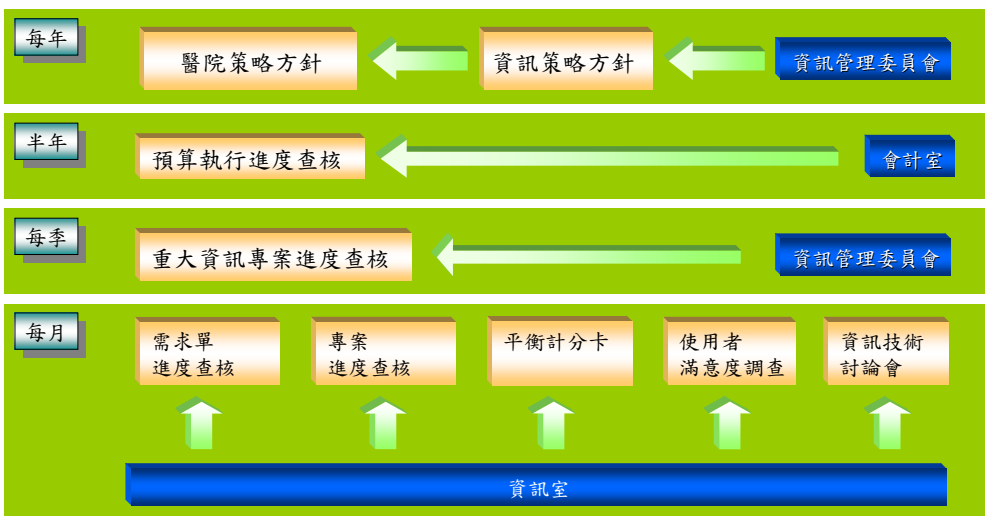 每年
醫院策略方針
資訊策略方針
資訊管理委員會
半年
預算執行進度查核
會計室
每季
重大資訊專案進度查核
資訊管理委員會
每月
需求單
進度查核
專案
進度查核
平衡計分卡
使用者
滿意度調查
資訊技術
討論會
資訊室